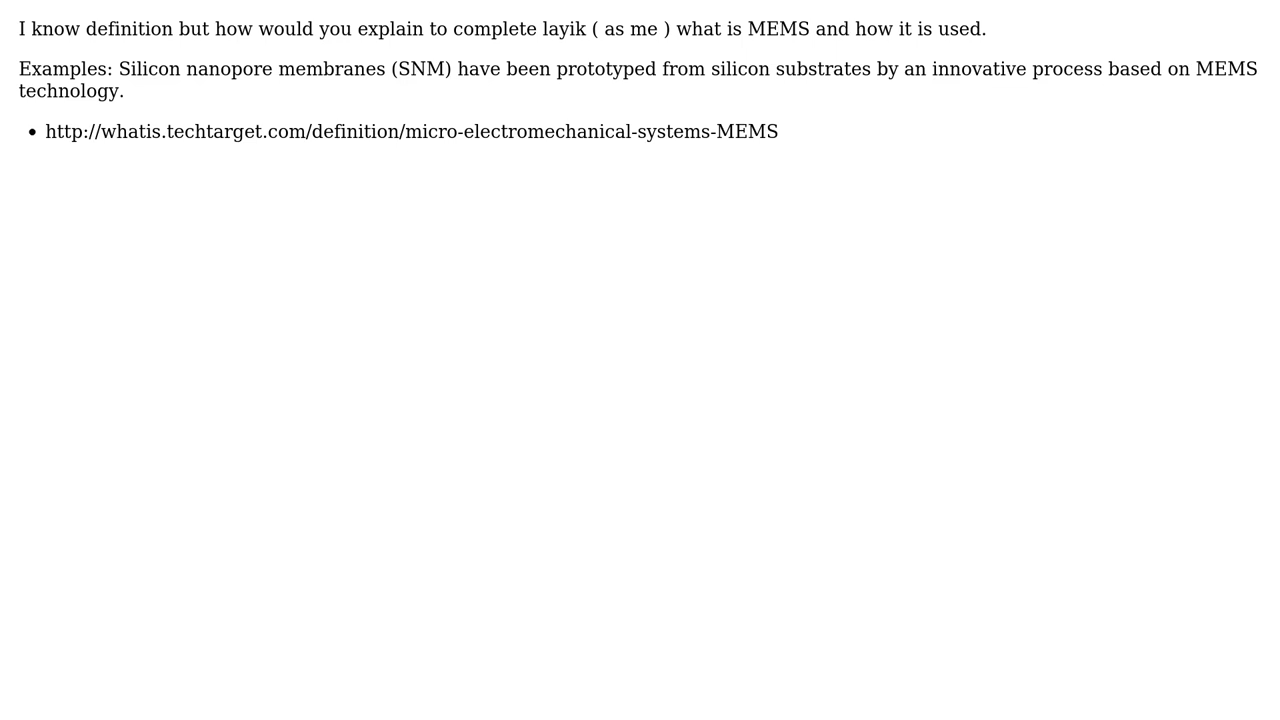 I know definition but how would you explain to complete layik ( as me ) what is MEMS and how it is used.
Examples: Silicon nanopore membranes (SNM) have been prototyped from silicon substrates by an innovative process based on MEMS
technology.
• http://whatis.techtarget.com/definition/micro-electromechanical-systems-MEMS